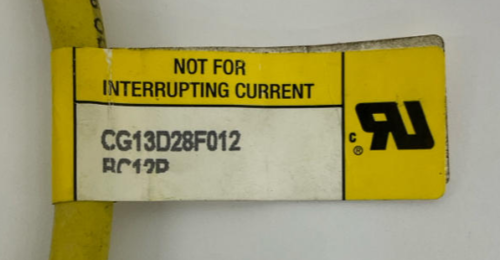 NOT FOR
INTERRUPTING CURRENT
CG13D28F012